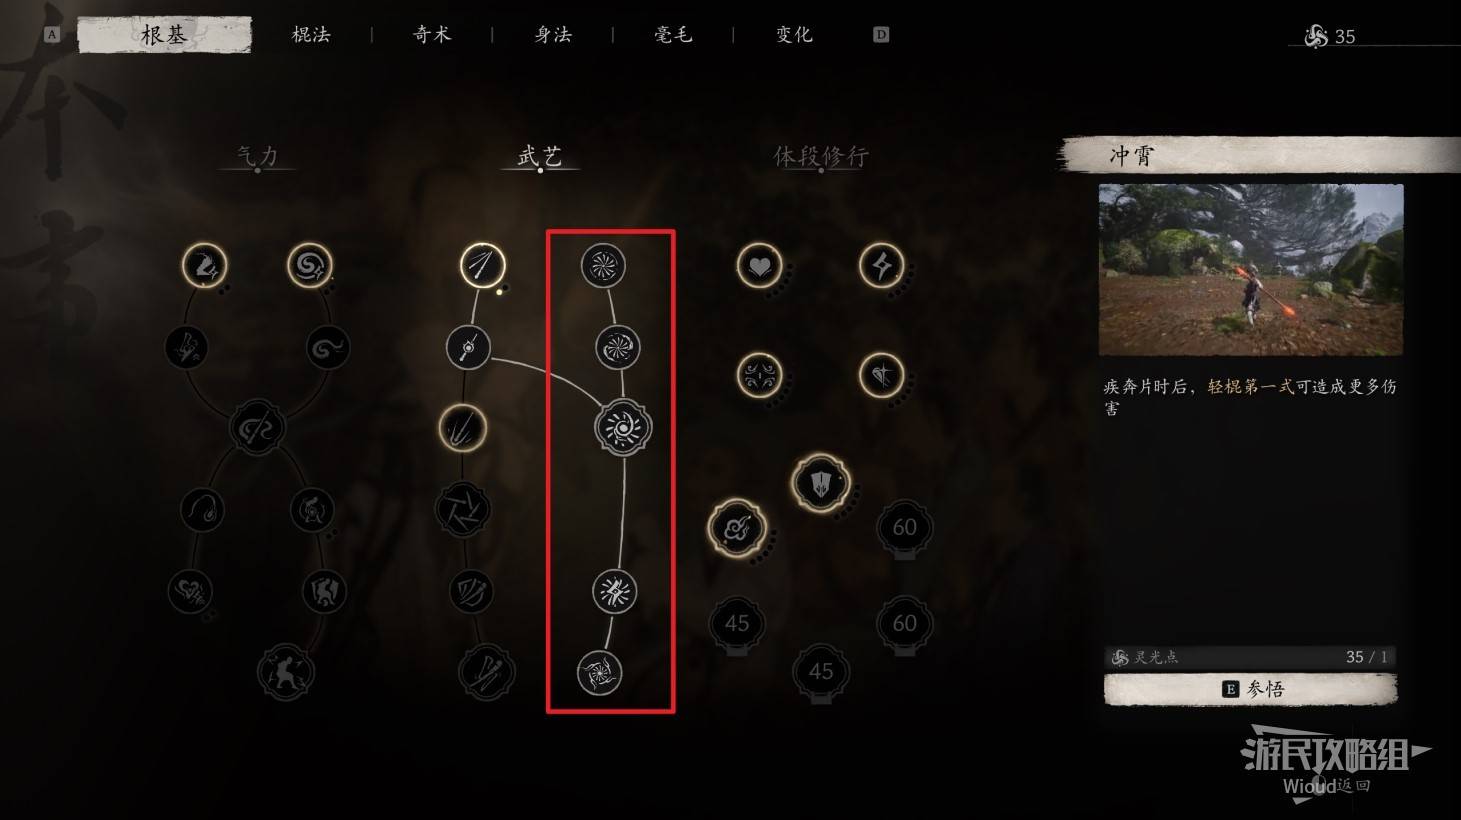 A 根基 棍法 奇术 身法 毫毛 变化 D
35
本事
气力 武艺 体段修行
冲霄
疾奔片时后，轻棍第一式可造成更多伤
害
60
45 60
45
灵光点 35 / 1
E 参悟
游民攻略组
Wioud返回